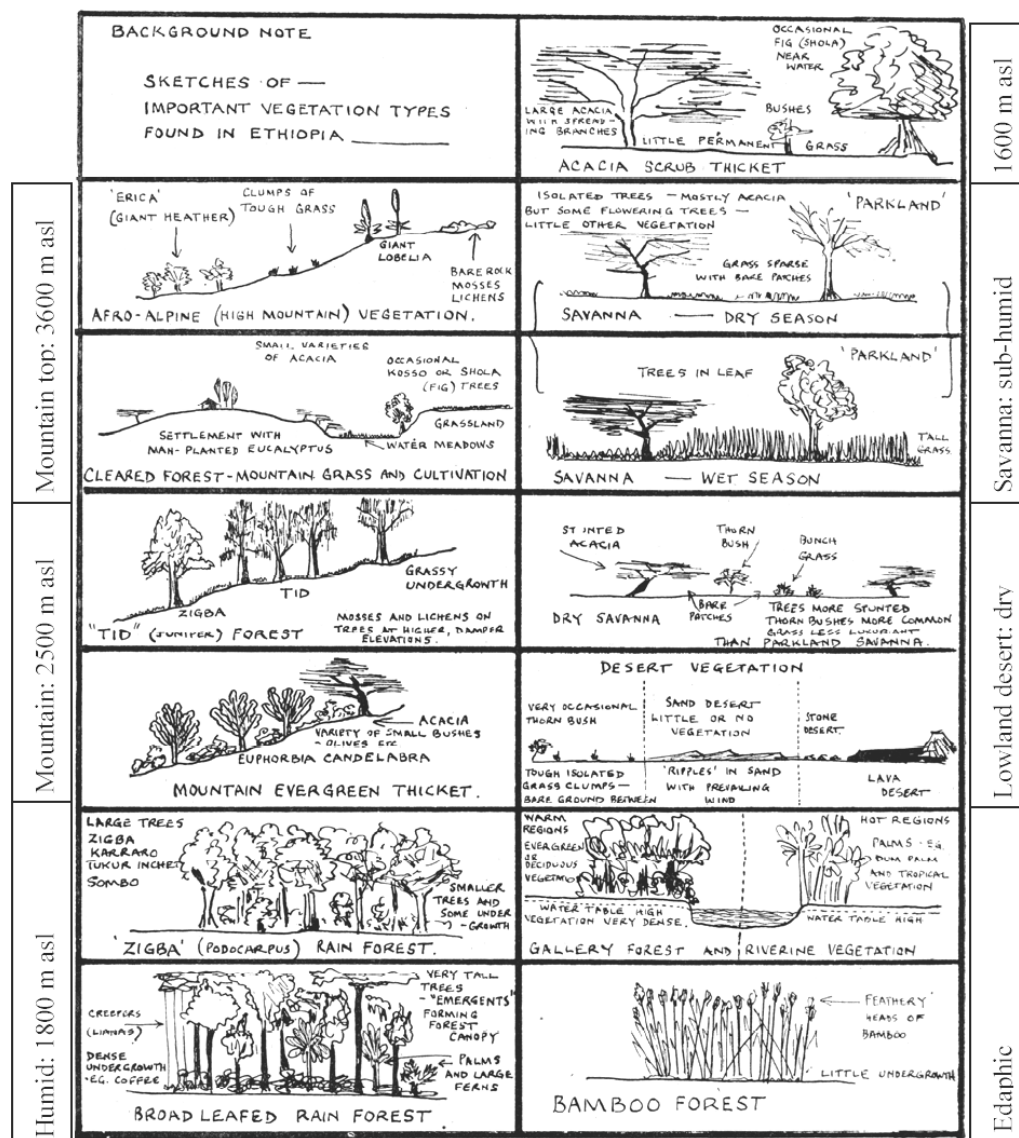 BACKGROUND NOTE
SKETCHES OF —
IMPORTANT VEGETATION TYPES
FOUND IN ETHIOPIA
OCCASIONAL
FIG (SHOLA)
NEAR
WATER
LARGE ACACIA
WITH SPREAD-
ING BRANCHES
BUSHES
LITTLE PERMANENT GRASS
ACACIA SCRUB THICKET
1600 m asl
Mountain top: 3600 m asl
'ERICA'
(GIANT HEATHER)
CLUMPS OF
TOUGH GRASS
GIANT
LOBELIA
BARE ROCK
MOSSES
LICHENS
AFRO-ALPINE (HIGH MOUNTAIN) VEGETATION.
ISOLATED TREES — MOSTLY ACACIA
BUT SOME FLOWERING TREES —
LITTLE OTHER VEGETATION
'PARKLAND'
GRASS SPARSE
WITH BARE PATCHES
SAVANNA — DRY SEASON
Savanna: sub-humid
SMALL VARIETIES
OF ACACIA
OCCASIONAL
KOSSO OR SHOLA
(FIG) TREES
GRASSLAND
SETTLEMENT WITH
MAN-PLANTED EUCALYPTUS
WATER MEADOWS
CLEARED FOREST-MOUNTAIN GRASS AND CULTIVATION
'PARKLAND'
TREES IN LEAF
TALL
GRASS
SAVANNA — WET SEASON
Mountain: 2500 m asl
GRASSY
UNDERGROWTH
TID
ZIGBA
"TID" (JUNIPER) FOREST
MOSSES AND LICHENS ON
TREES AT HIGHER, DAMPER
ELEVATIONS.
STUNTED
ACACIA
THORN
BUSH
BUNCH
GRASS
BARE
PATCHES
DRY SAVANNA
TREES MORE STUNTED
THORN BUSHES MORE COMMON
GRASS LESS LUXURIANT
THAN PARKLAND SAVANNA.
Lowland desert: dry
ACACIA
VARIETY OF SMALL BUSHES
- OLIVES ETC
EUPHORBIA CANDELABRA
MOUNTAIN EVERGREEN THICKET.
DESERT VEGETATION
VERY OCCASIONAL
THORN BUSH
SAND DESERT
LITTLE OR NO
VEGETATION
STONE
DESERT
TOUGH ISOLATED
GRASS CLUMPS—
BARE GROUND BETWEEN
'RIPPLES' IN SAND
WITH PREVAILING
WIND
LAVA
DESERT
Humid: 1800 m asl
LARGE TREES
ZIGBA
KARRARO
TUKUR INCHET
SOMBO
SMALLER
TREES AND
SOME UNDER
-GROWTH
'ZIGBA' (PODOCARPUS) RAIN FOREST.
WARM
REGIONS
EVERGREEN
OR
DECIDUOUS
HOT REGIONS
PALMS - EG.
DUM PALM
AND TROPICAL
VEGETATION
WATER TABLE HIGH
VEGETATION VERY DENSE.
WATER TABLE HIGH
GALLERY FOREST AND RIVERINE VEGETATION
CREEPERS
(LIANAS)
DENSE
UNDERGROWTH
-EG. COFFEE
VERY TALL
TREES
- "EMERGENTS"
FORMING
FOREST
CANOPY
PALMS
AND LARGE
FERNS
BROAD LEAFED RAIN FOREST
FEATHERY
HEADS OF
BAMBOO
LITTLE UNDERGROWTH
BAMBOO FOREST
Edaphic